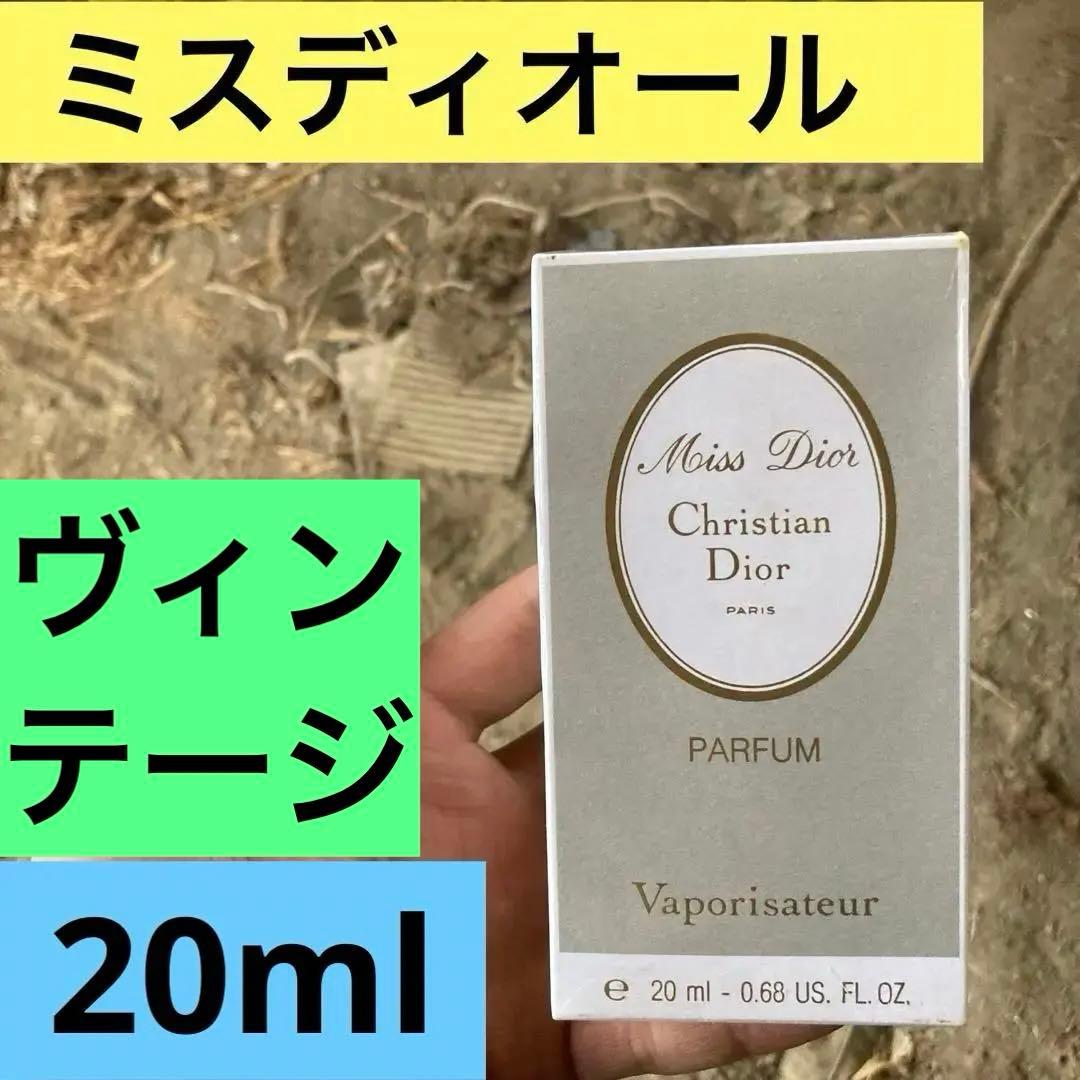 ミスディオール
Miss Dior
Christian
Dior
PARIS
PARFUM
Vaporisateur
℮ 20 ml - 0.68 US. FL. OZ.
ヴィン
テージ
20ml